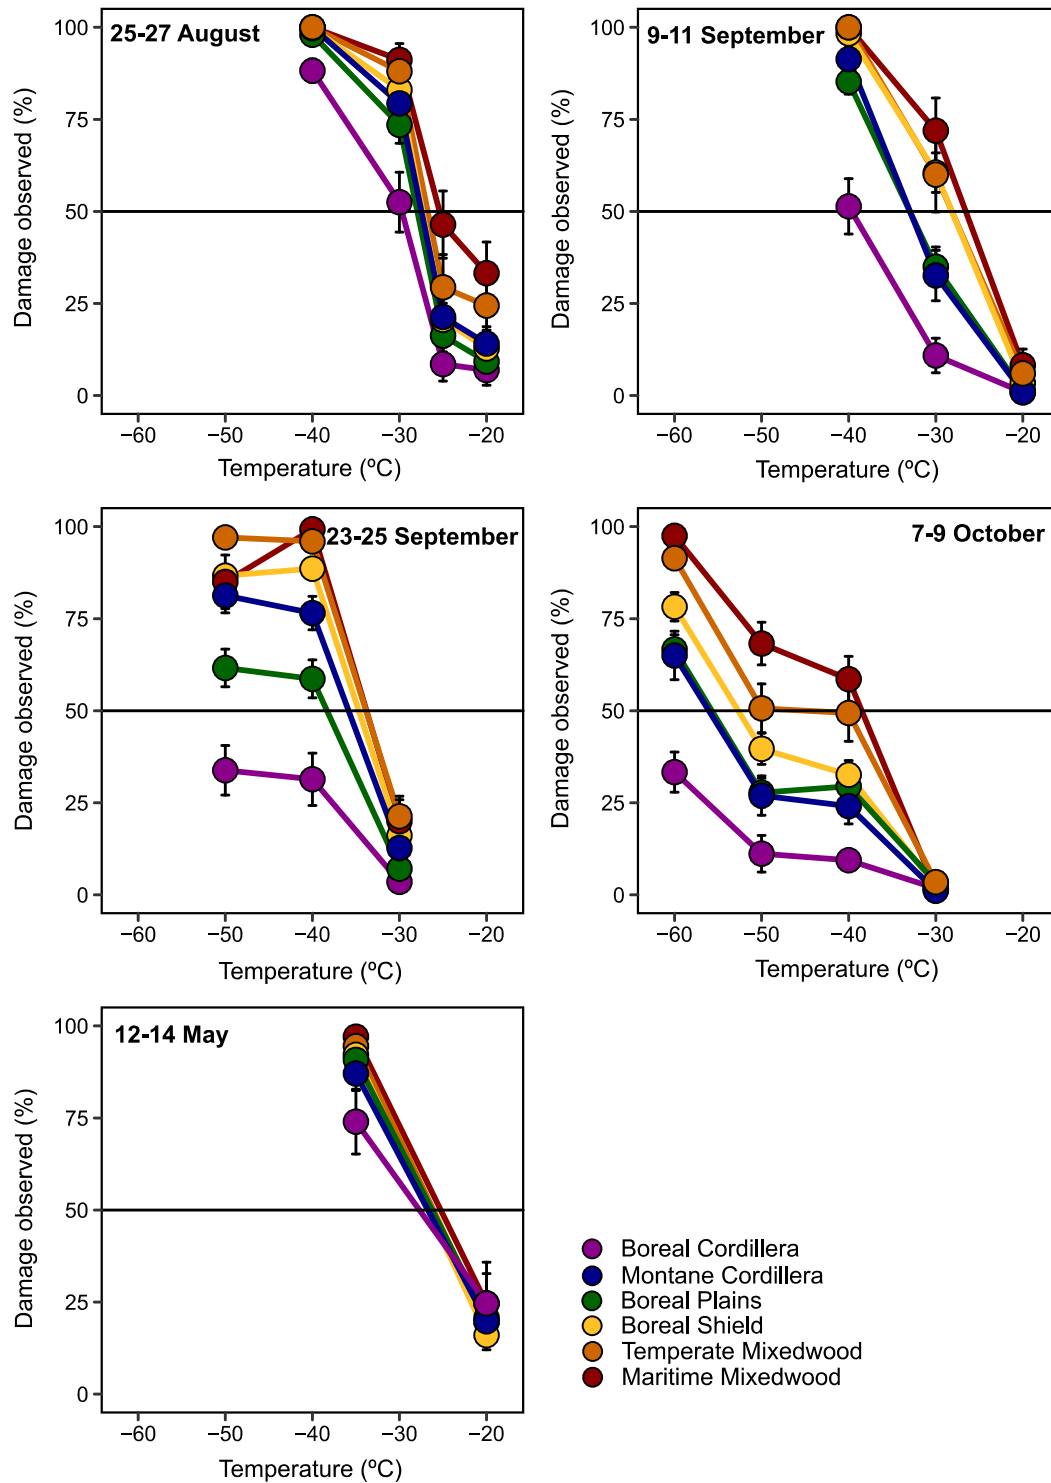 25-27 August
Damage observed (%)
100
75
50
25
0
−60 −50 −40 −30 −20
Temperature (ºC)
9-11 September
Damage observed (%)
100
75
50
25
0
−60 −50 −40 −30 −20
Temperature (ºC)
23-25 September
Damage observed (%)
100
75
50
25
0
−60 −50 −40 −30 −20
Temperature (ºC)
7-9 October
Damage observed (%)
100
75
50
25
0
−60 −50 −40 −30 −20
Temperature (ºC)
12-14 May
Damage observed (%)
100
75
50
25
0
−60 −50 −40 −30 −20
Temperature (ºC)
Boreal Cordillera
Montane Cordillera
Boreal Plains
Boreal Shield
Temperate Mixedwood
Maritime Mixedwood